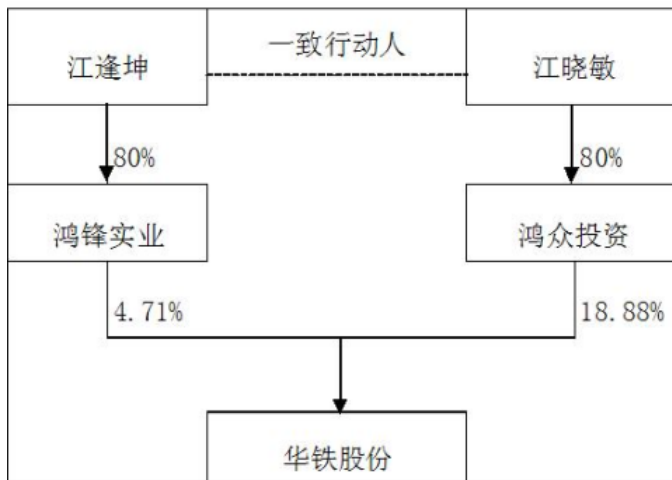 江逢坤
一致行动人
江晓敏
80%
80%
鸿锋实业
鸿众投资
4.71%
18.88%
华铁股份